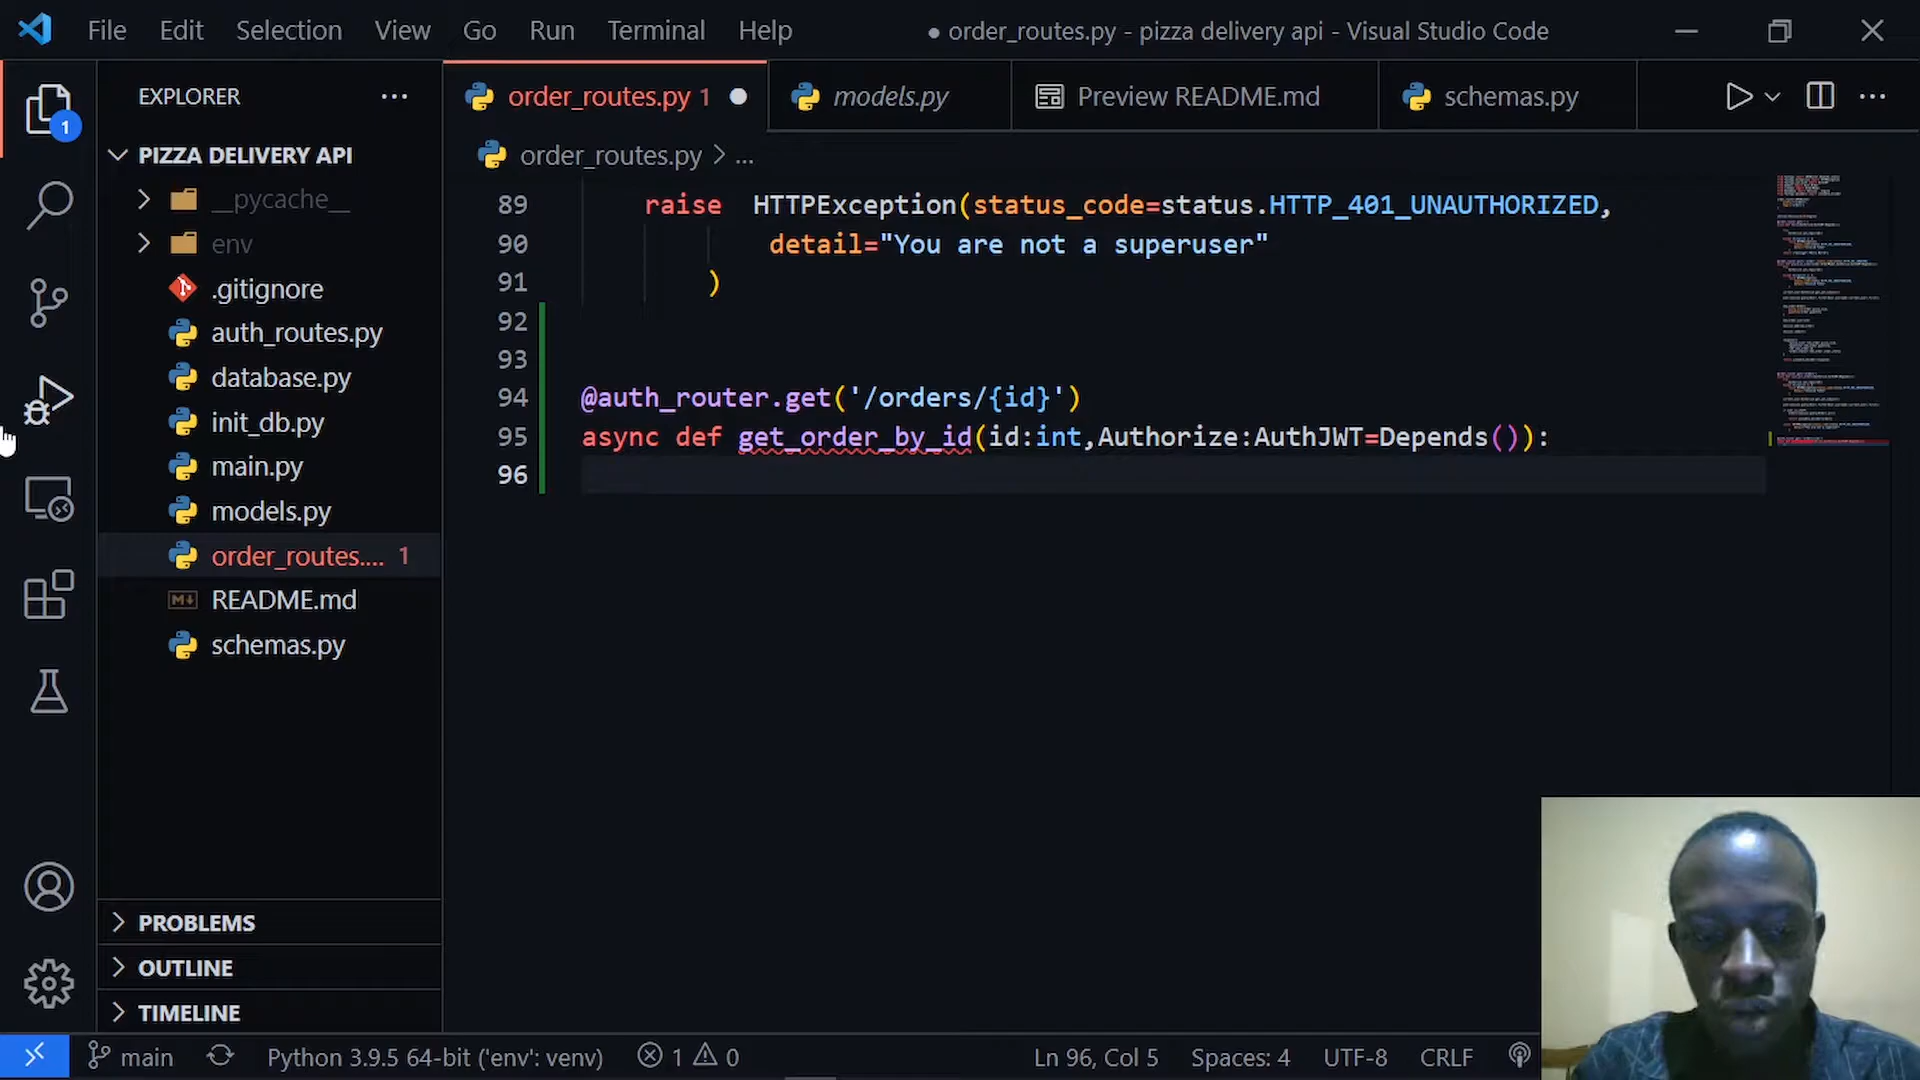 File Edit Selection View Go Run Terminal Help
● order_routes.py - pizza delivery api - Visual Studio Code
1
EXPLORER
PIZZA DELIVERY API
__pycache__
env
.gitignore
auth_routes.py
database.py
init_db.py
main.py
models.py
order_routes.... 1
README.md
schemas.py
PROBLEMS
OUTLINE
TIMELINE
order_routes.py 1
models.py
Preview README.md
schemas.py
order_routes.py > ...
89 raise HTTPException(status_code=status.HTTP_401_UNAUTHORIZED,
90 detail="You are not a superuser"
91 )
92
93
94 @auth_router.get('/orders/{id}')
95 async def get_order_by_id(id:int,Authorize:AuthJWT=Depends()):
96
main
Python 3.9.5 64-bit ('env': venv)
1 0
Ln 96, Col 5 Spaces: 4 UTF-8 CRLF